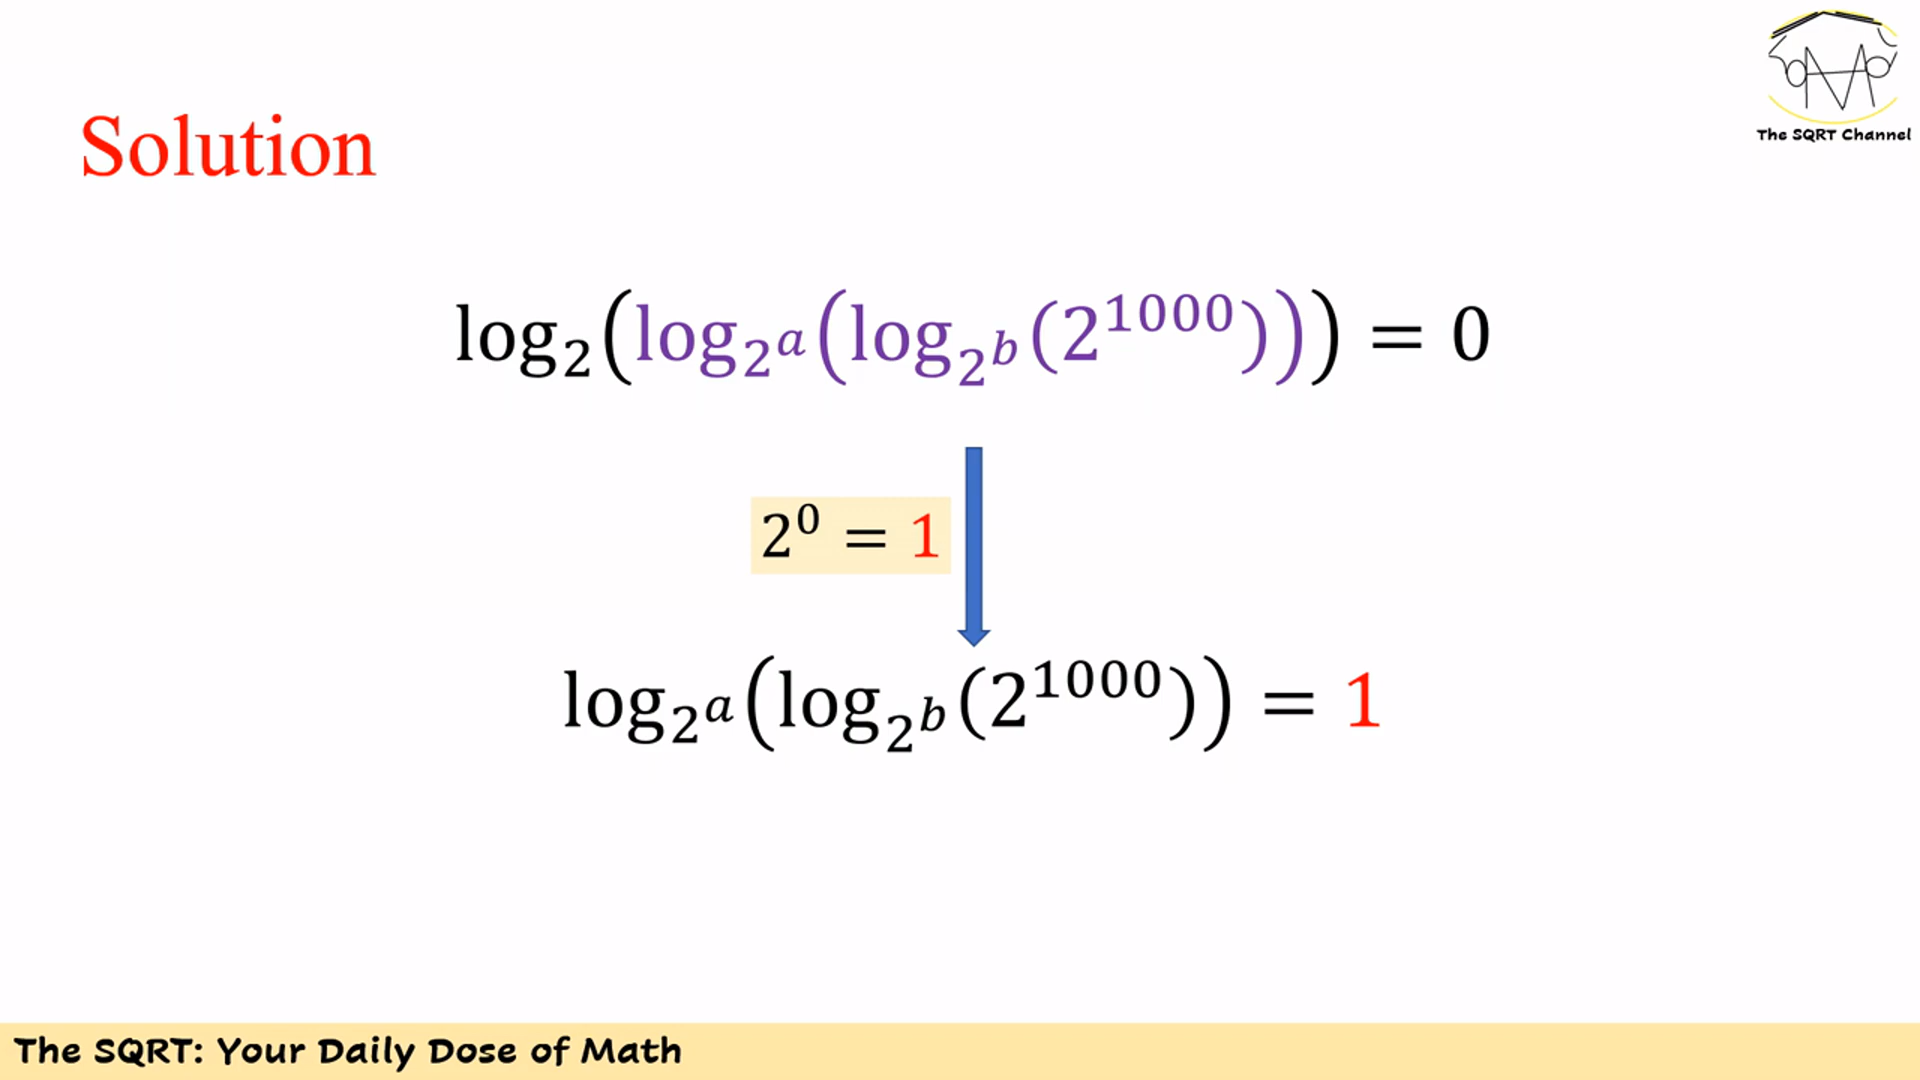 The SQRT Channel
Solution
log₂(log₂ₐ(log₂ᵇ(2¹⁰⁰⁰))) = 0
2⁰ = 1
log₂ₐ(log₂ᵇ(2¹⁰⁰⁰)) = 1
The SQRT: Your Daily Dose of Math